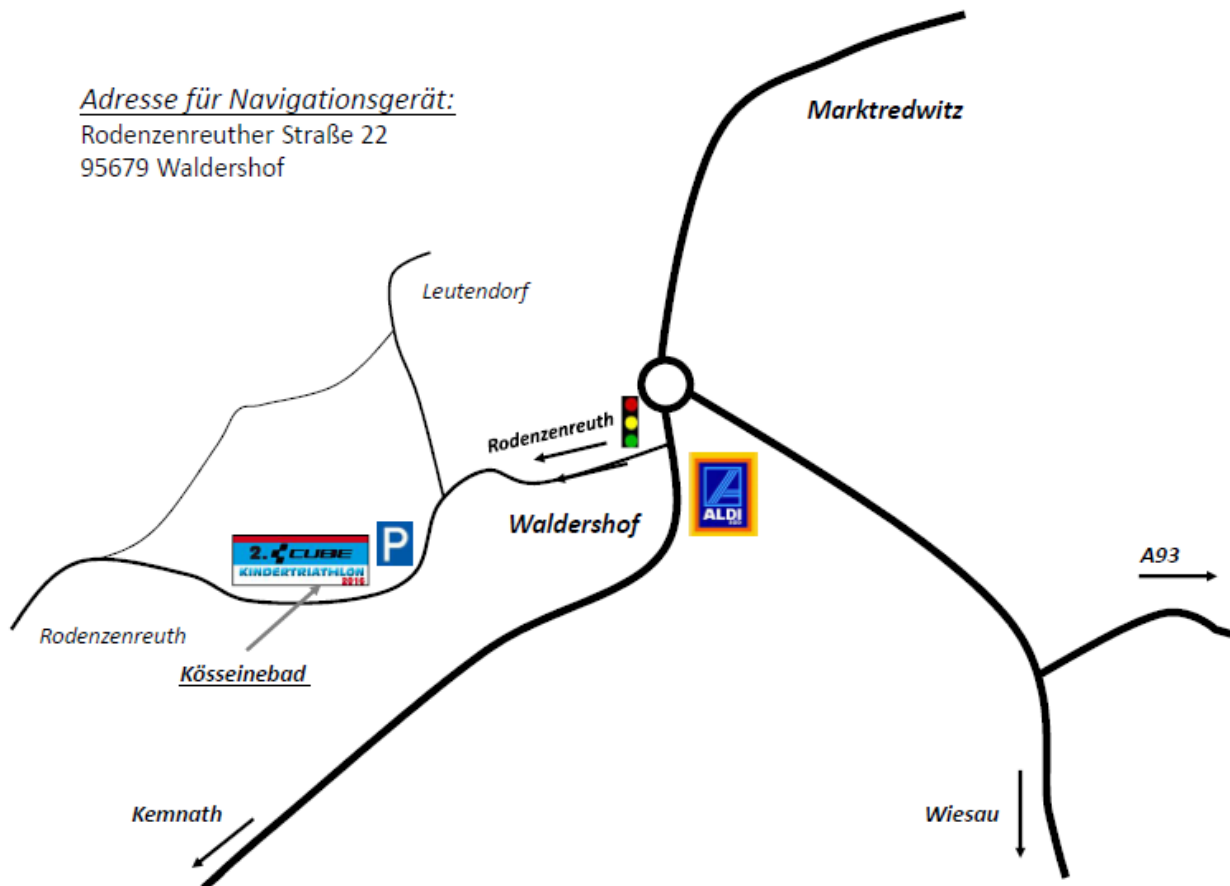 Adresse für Navigationsgerät:
Rodenzenreuther Straße 22
95679 Waldershof
Marktredwitz
Leutendorf
Rodenzenreuth
Waldershof
ALDI
P
2. CUBE
KINDERTRIATHLON
2016
A93
Rodenzenreuth
Kösseinebad
Kemnath
Wiesau